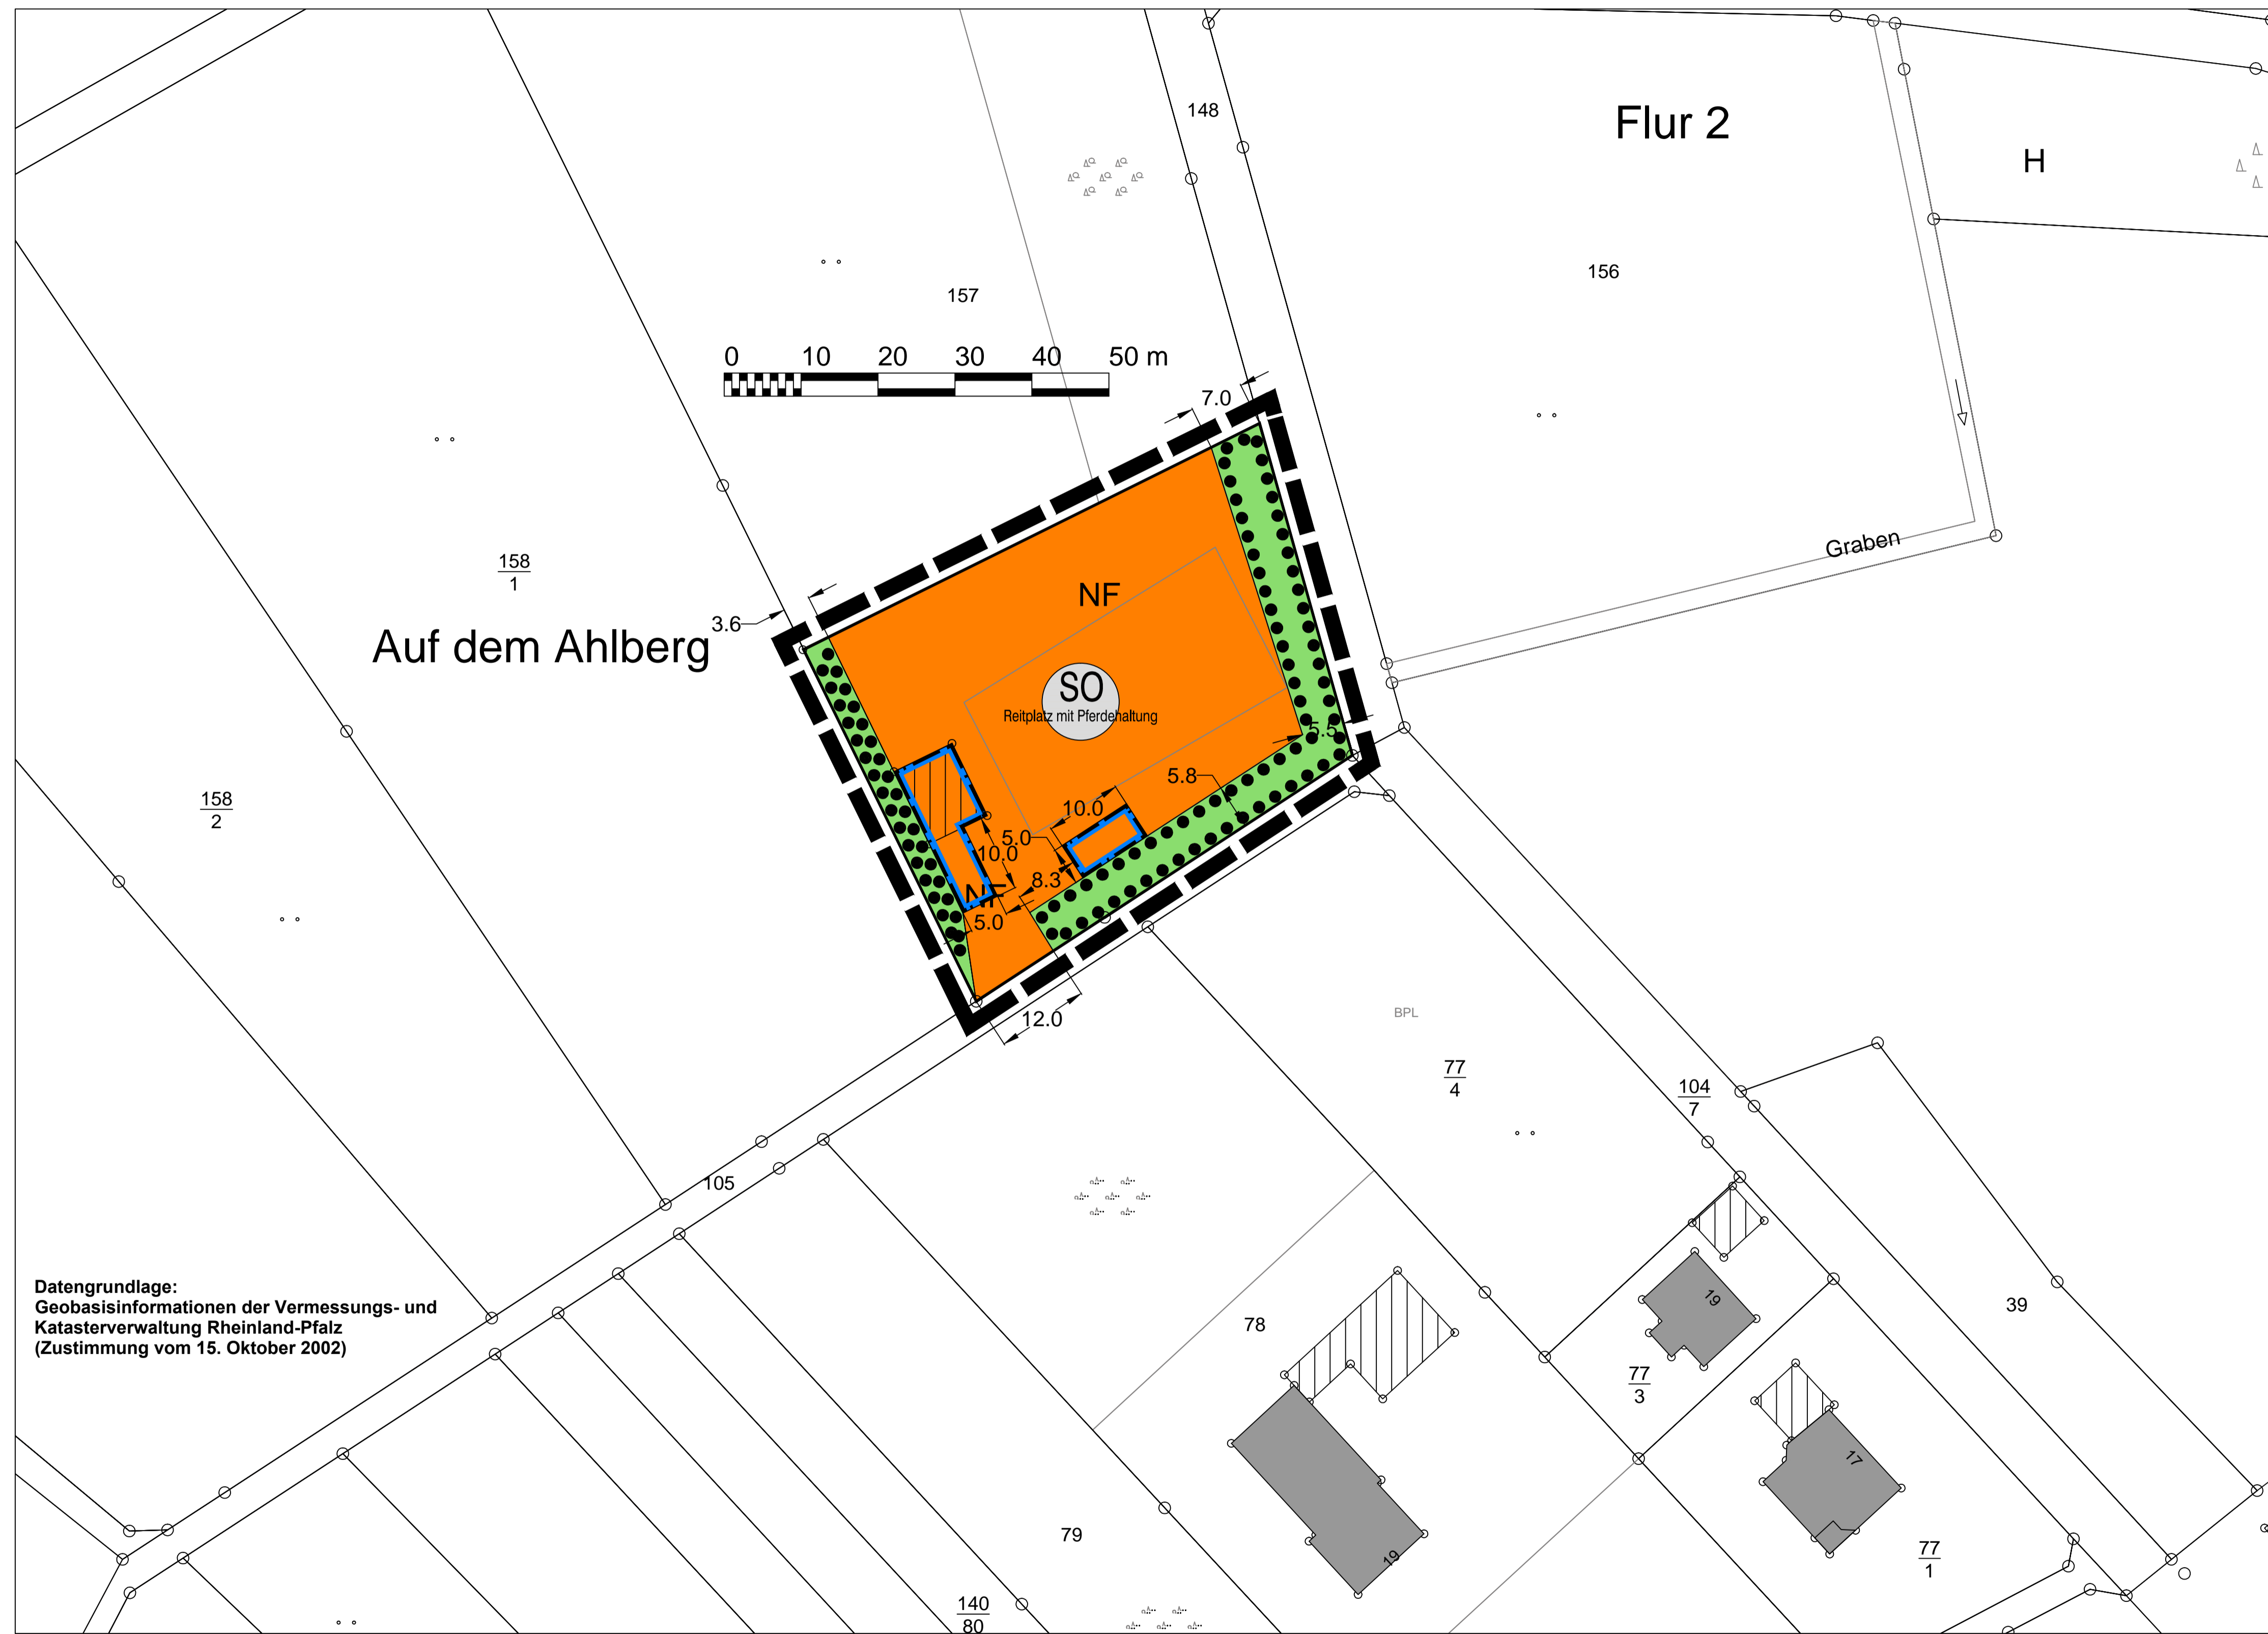 148
Flur 2
H
156
157
0 10 20 30 40 50 m
7.0
Graben
158
1
NF
3.6
Auf dem Ahlberg
SO
Reitplatz mit Pferdehaltung
5.5
5.8
158
2
10.0
5.0
10.0
8.3
NF
5.0
12.0
BPL
77
4
104
7
105
Datengrundlage:
Geobasisinformationen der Vermessungs- und
Katasterverwaltung Rheinland-Pfalz
(Zustimmung vom 15. Oktober 2002)
19
39
78
77
3
17
79
19
77
1
140
80